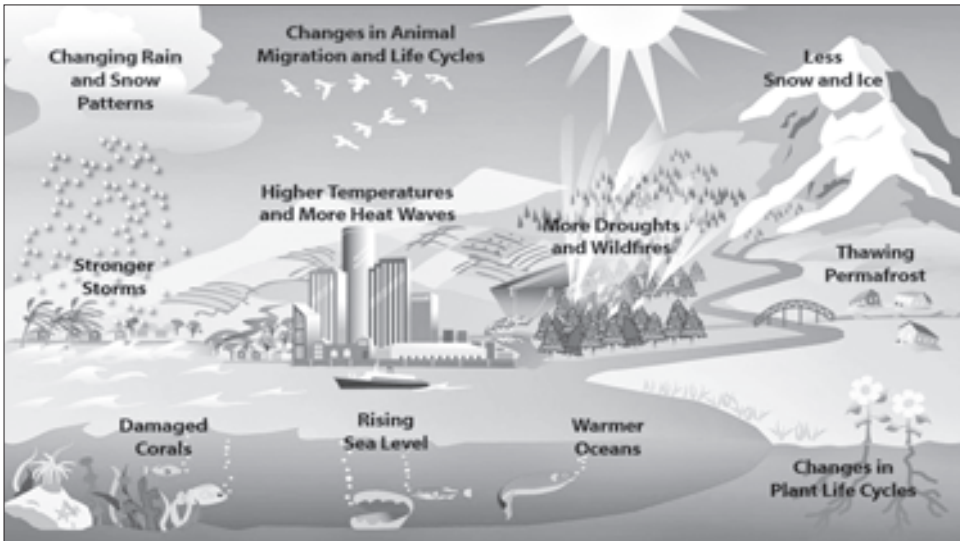 Changing Rain
and Snow
Patterns
Changes in Animal
Migration and Life Cycles
Less
Snow and Ice
Higher Temperatures
and More Heat Waves
More Droughts
and Wildfires
Stronger
Storms
Thawing
Permafrost
Damaged
Corals
Rising
Sea Level
Warmer
Oceans
Changes in
Plant Life Cycles